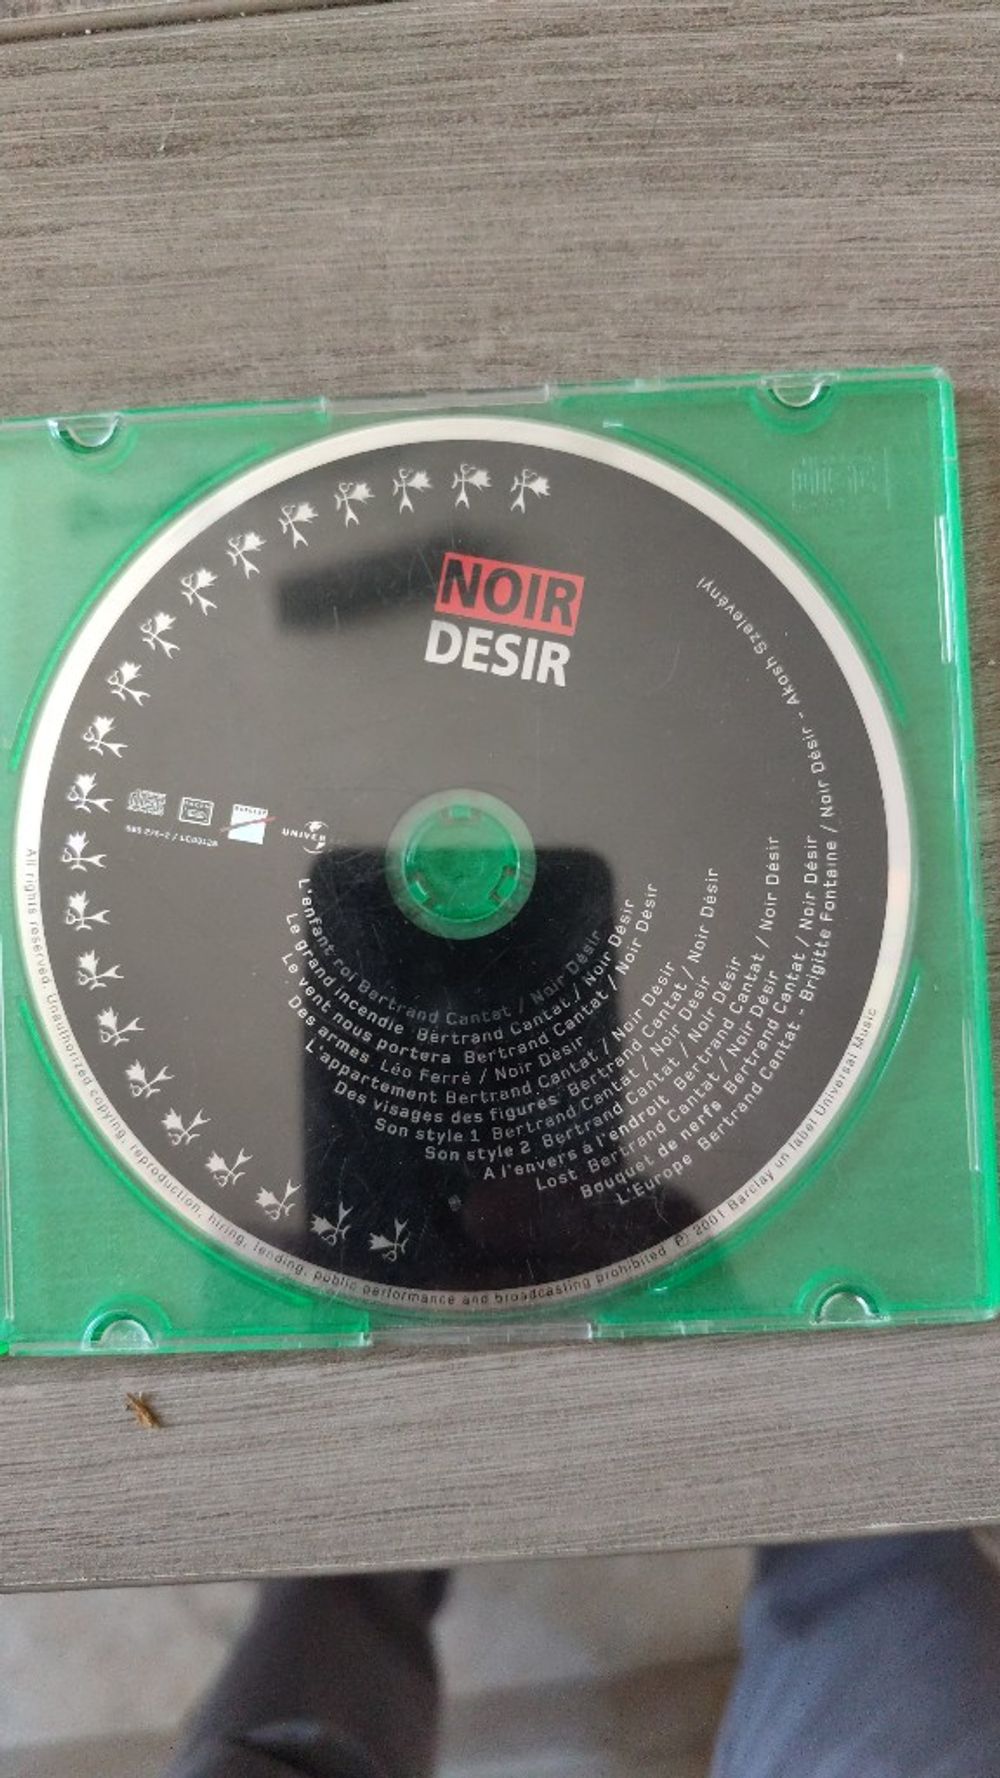 NOIR
DESIR
UNIVER
L'enfant roi Bertrand Cantat / Noir Désir
Le grand incendie Bertrand Cantat / Noir Désir
Le vent nous portera Bertrand Cantat / Noir Désir
Des armes Léo Ferré / Noir Désir
L'appartement Bertrand Cantat / Noir Désir
Des visages des figures Bertrand Cantat / Noir Désir
Son style 1 Bertrand Cantat / Noir Désir
Son style 2 Bertrand Cantat / Noir Désir
A l'envers à l'endroit Bertrand Cantat / Noir Désir
Lost Bertrand Cantat / Noir Désir
Bouquet de nerfs Bertrand Cantat / Noir Désir
L'Europe Bertrand Cantat - Brigitte Fontaine / Noir Désir - Akosh Szelevényi
All rights reserved. Unauthorized copying, reproduction, hiring, lending, public performance and broadcasting prohibited ℗ 2001 Barclay un label Universal Music